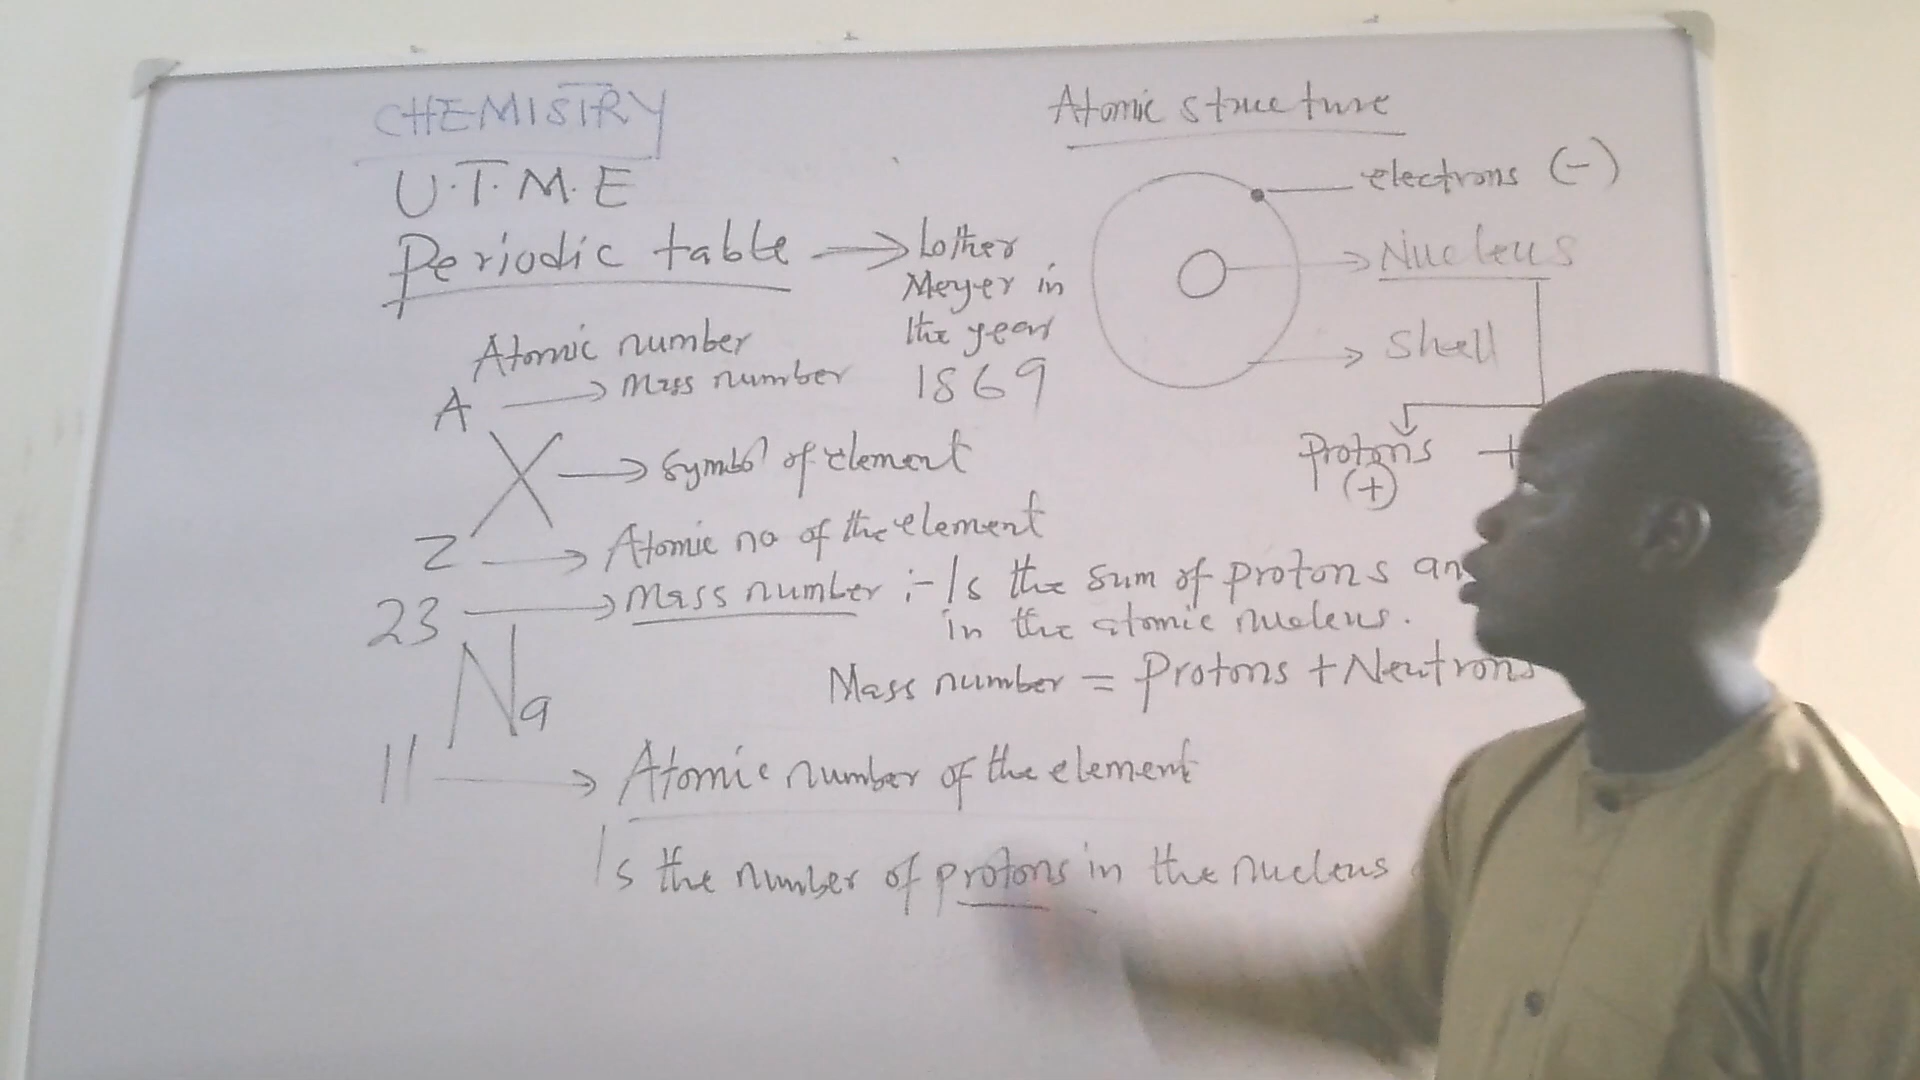 CHEMISTRY
U.T.M.E
Periodic table → Lother
Meyer in
the year
1869
Atomic number
A → Mass number
X → Symbol of element
Z → Atomic no of the element
23 → Mass number :- Is the sum of protons an
in the atomic nucleus.
Na
Mass number = Protons + Neutrons
11 → Atomic number of the element
Is the number of protons in the nucleus
Atomic structure
electrons (-)
Nucleus
Shell
Protons +
(+)